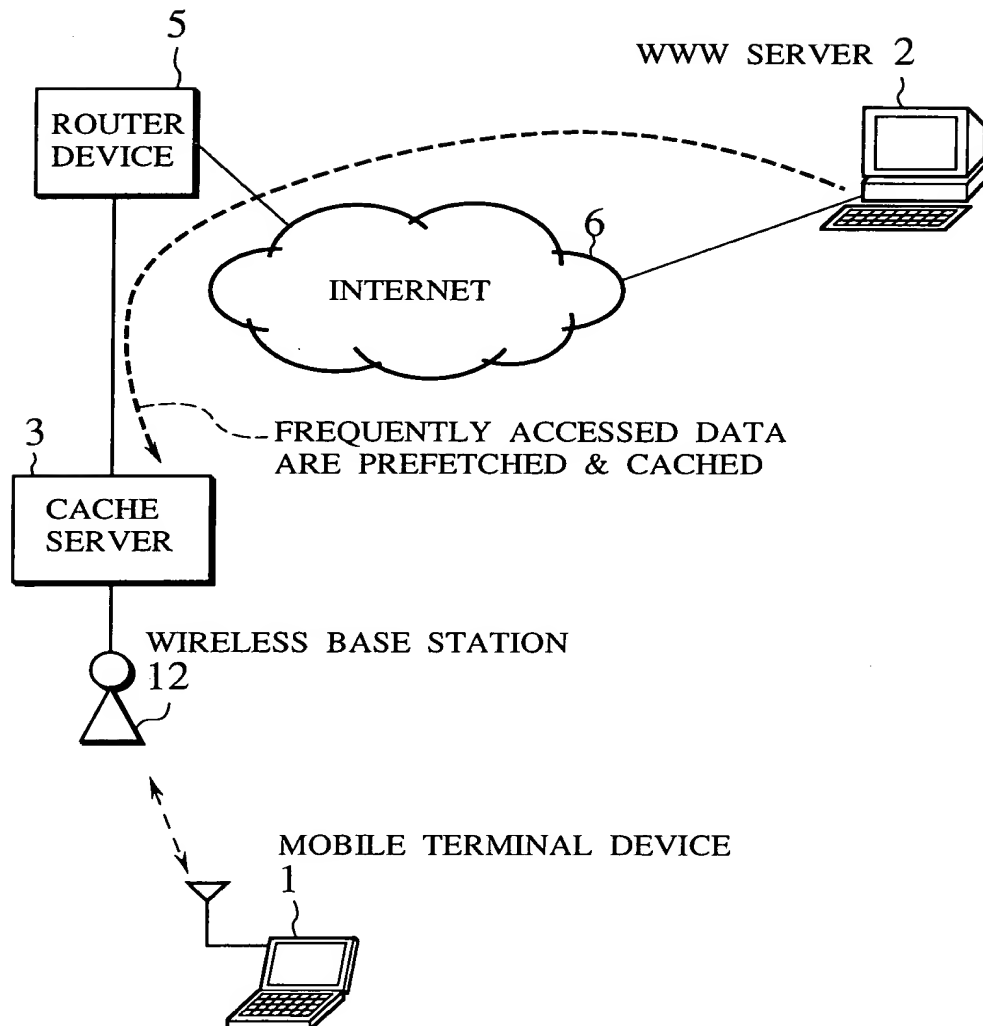 5
WWW SERVER 2
ROUTER
DEVICE
6
INTERNET
FREQUENTLY ACCESSED DATA
ARE PREFETCHED & CACHED
3
CACHE
SERVER
WIRELESS BASE STATION
12
MOBILE TERMINAL DEVICE
1